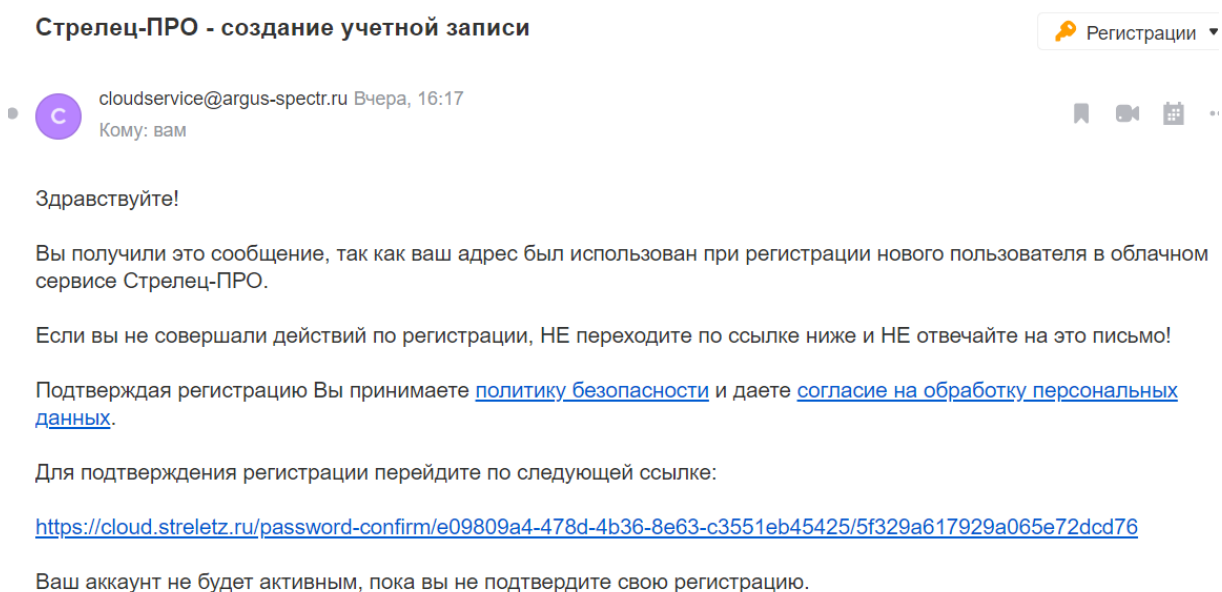 Стрелец-ПРО - создание учетной записи
Регистрации
С
cloudservice@argus-spectr.ru Вчера, 16:17
Кому: вам
Здравствуйте!
Вы получили это сообщение, так как ваш адрес был использован при регистрации нового пользователя в облачном
сервисе Стрелец-ПРО.
Если вы не совершали действий по регистрации, НЕ переходите по ссылке ниже и НЕ отвечайте на это письмо!
Подтверждая регистрацию Вы принимаете политику безопасности и даете согласие на обработку персональных
данных.
Для подтверждения регистрации перейдите по следующей ссылке:
https://cloud.streletz.ru/password-confirm/e09809a4-478d-4b36-8e63-c3551eb45425/5f329a617929a065e72dcd76
Ваш аккаунт не будет активным, пока вы не подтвердите свою регистрацию.